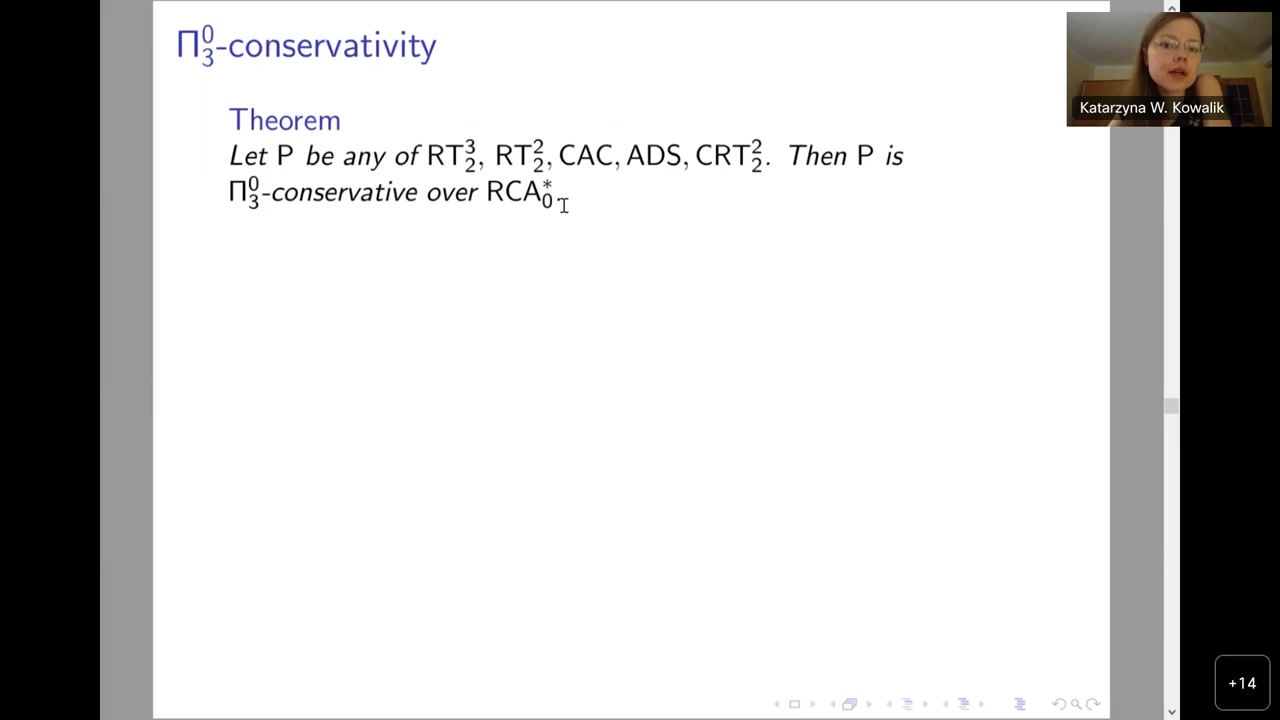 Π⁰₃-conservativity
Katarzyna W. Kowalik
Theorem
Let P be any of RT³₂, RT²₂, CAC, ADS, CRT²₂. Then P is
Π⁰₃-conservative over RCA*₀.
+14